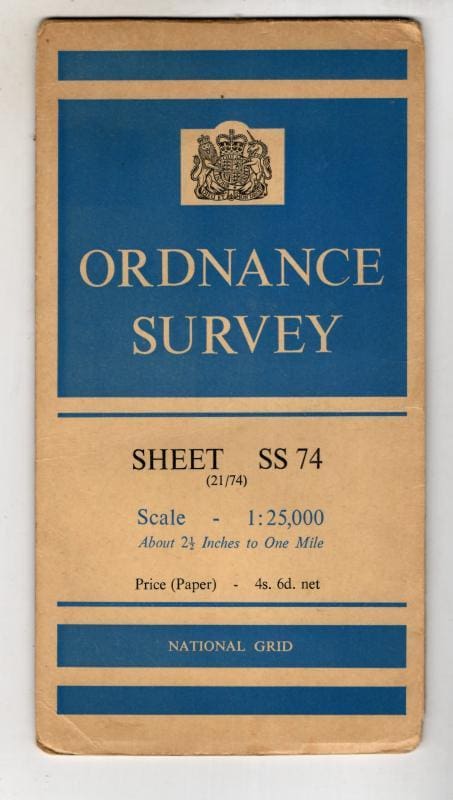 ORDNANCE
SURVEY
SHEET SS 74
(21/74)
Scale - 1:25,000
About 2½ Inches to One Mile
Price (Paper) - 4s. 6d. net
NATIONAL GRID